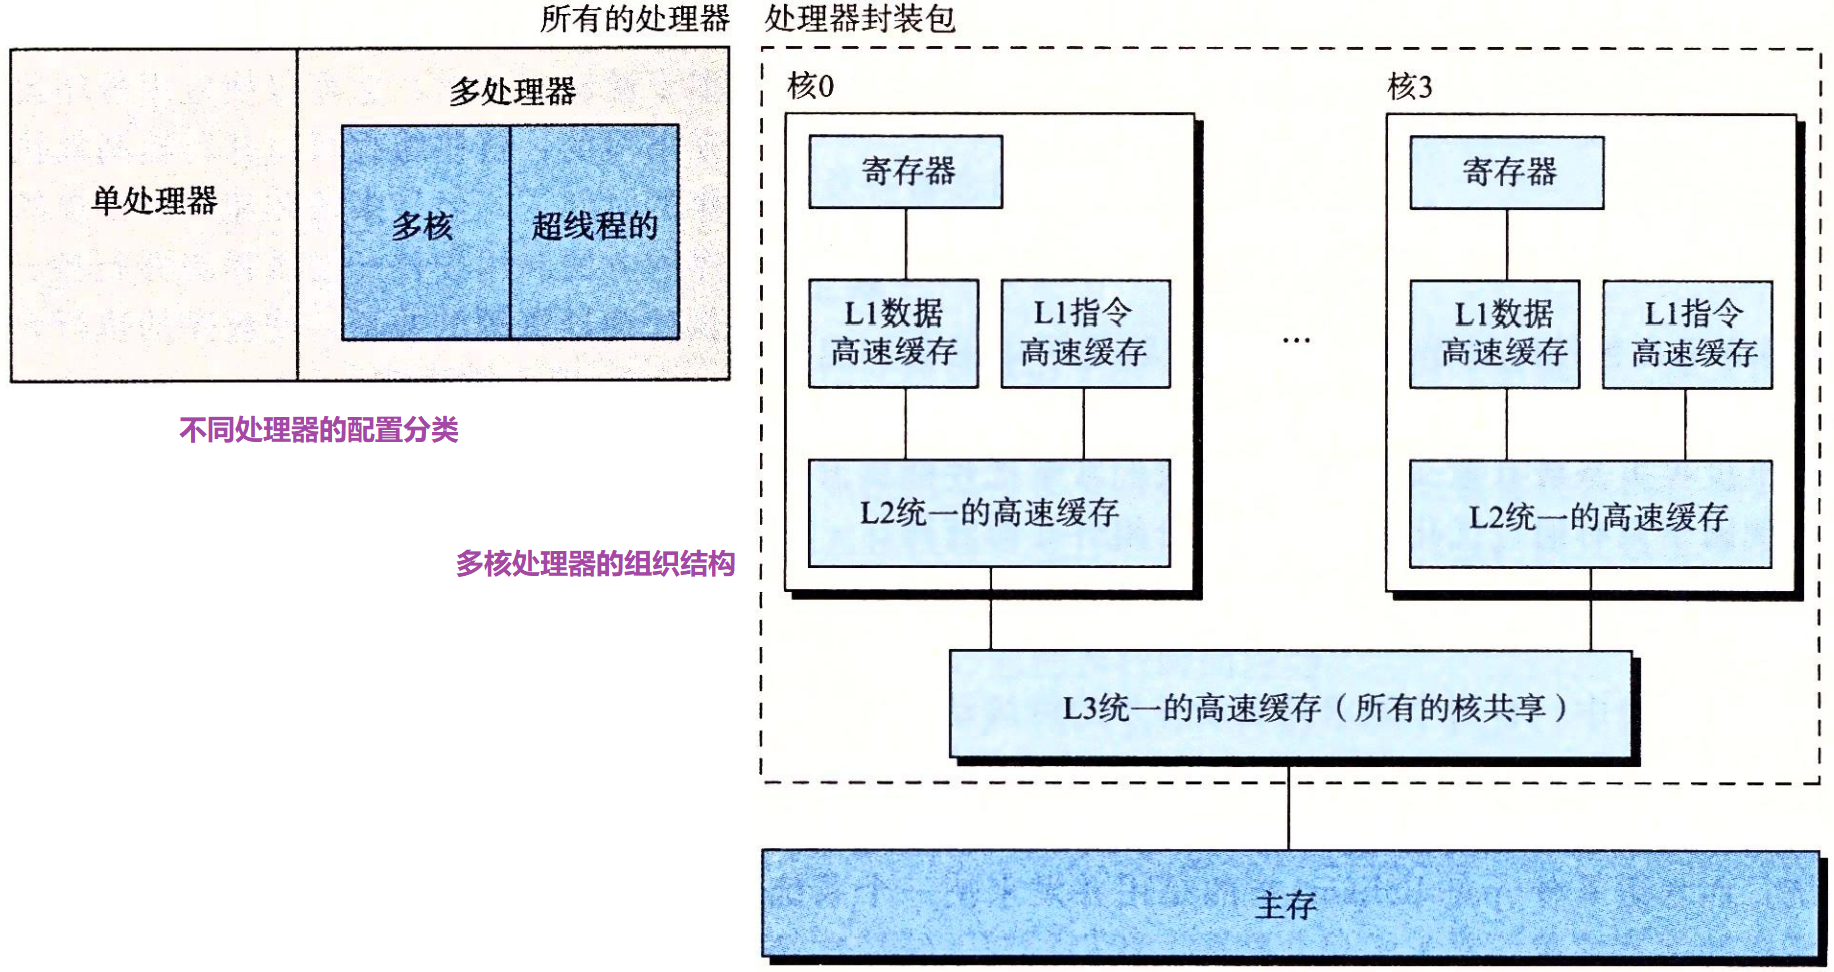 所有的处理器
多处理器
单处理器
多核
超线程的
不同处理器的配置分类
多核处理器的组织结构
处理器封装包
核0
寄存器
L1数据
高速缓存
L1指令
高速缓存
L2统一的高速缓存
...
核3
寄存器
L1数据
高速缓存
L1指令
高速缓存
L2统一的高速缓存
L3统一的高速缓存（所有的核共享）
主存